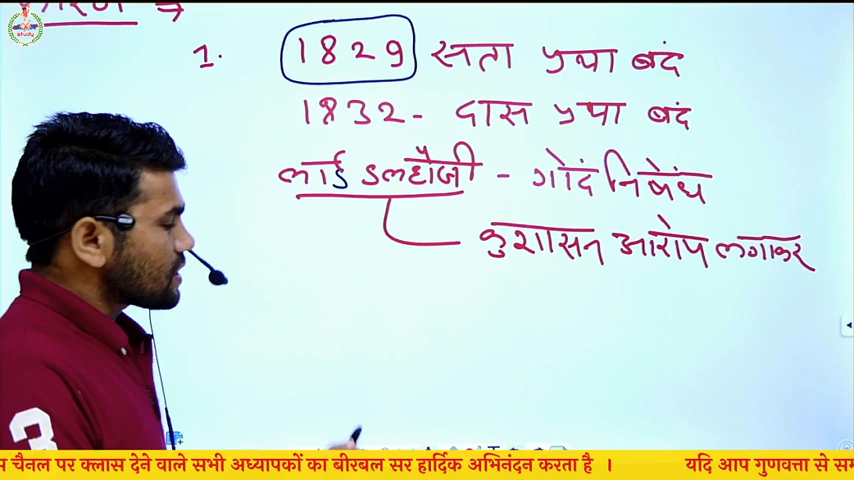 study
1. 1829 सता प्रथा बंद
1832- दास प्रथा बंद
लार्ड डलहौजी - गोदं निषेंध
कुशासन आरोप लगाकर
चैनल पर क्लास देने वाले सभी अध्यापकों का बीरबल सर हार्दिक अभिनंदन करता है । यदि आप गुणवत्ता से